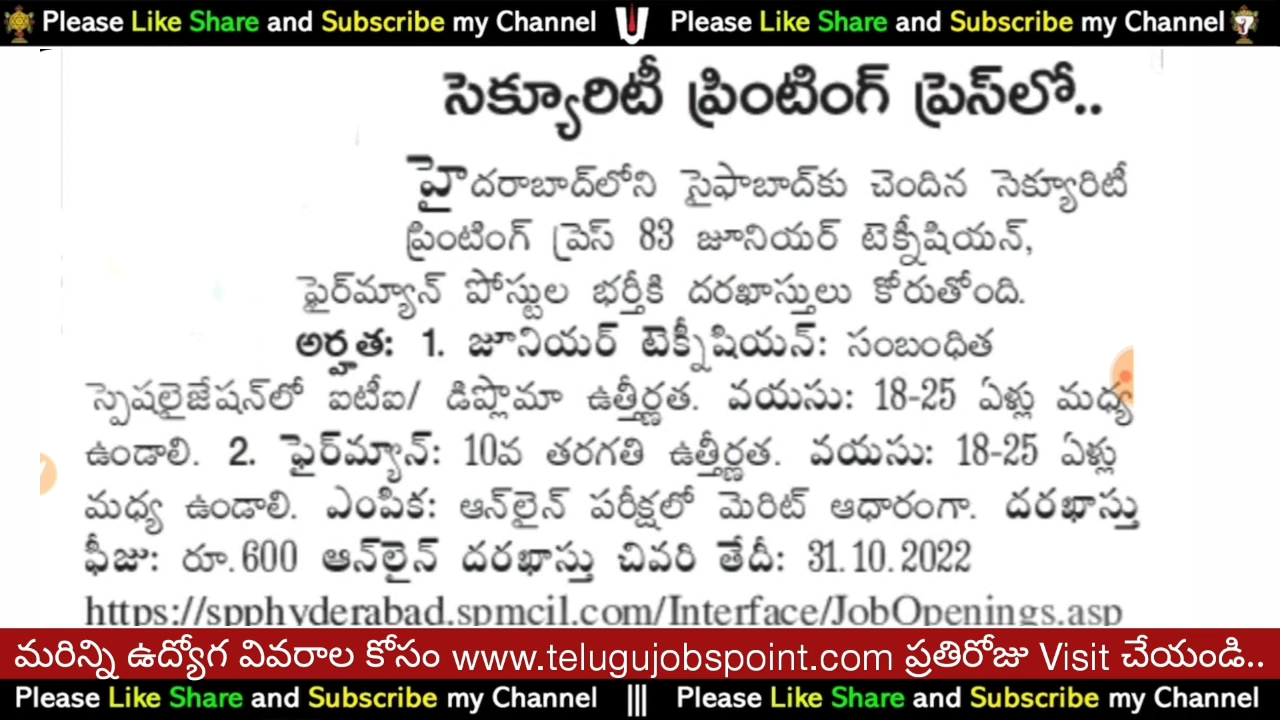 Please Like Share and Subscribe my Channel Please Like Share and Subscribe my Channel
సెక్యూరిటీ ప్రింటింగ్ ప్రెస్‌లో..
హైదరాబాద్‌లోని సైఫాబాద్‌కు చెందిన సెక్యూరిటీ
ప్రింటింగ్ ప్రెస్ 83 జూనియర్ టెక్నీషియన్,
ఫైర్‌మ్యాన్ పోస్టుల భర్తీకి దరఖాస్తులు కోరుతోంది.
అర్హత: 1. జూనియర్ టెక్నీషియన్: సంబంధిత
స్పెషలైజేషన్‌లో ఐటీఐ/ డిప్లొమా ఉత్తీర్ణత. వయసు: 18-25 ఏళ్లు మధ్య
ఉండాలి. 2. ఫైర్‌మ్యాన్: 10వ తరగతి ఉత్తీర్ణత. వయసు: 18-25 ఏళ్లు
మధ్య ఉండాలి. ఎంపిక: ఆన్‌లైన్ పరీక్షలో మెరిట్ ఆధారంగా. దరఖాస్తు
ఫీజు: రూ.600 ఆన్‌లైన్ దరఖాస్తు చివరి తేదీ: 31.10.2022
https://spphyderabad.spmcil.com/Interface/JobOpenings.asp
మరిన్ని ఉద్యోగ వివరాల కోసం www.telugujobspoint.com ప్రతిరోజు Visit చేయండి..
Please Like Share and Subscribe my Channel ||| Please Like Share and Subscribe my Channel